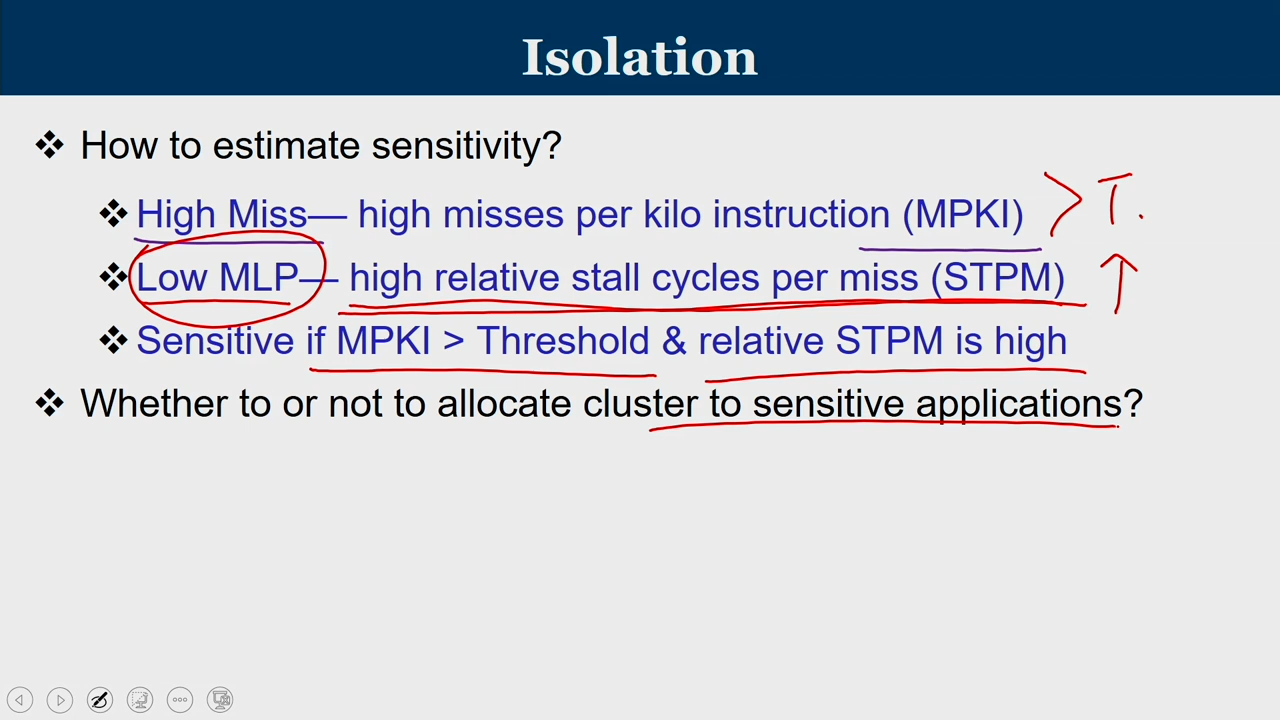 Isolation
❖ How to estimate sensitivity?
❖ High Miss— high misses per kilo instruction (MPKI) > T.
❖ Low MLP— high relative stall cycles per miss (STPM) ↑
❖ Sensitive if MPKI > Threshold & relative STPM is high
❖ Whether to or not to allocate cluster to sensitive applications?